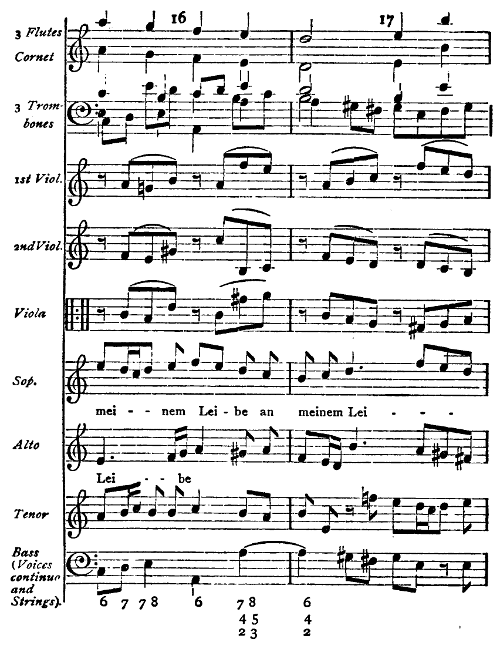 16 17
3 Flutes
Cornet
3 Trom-
bones
1st Viol.
2nd Viol.
Viola
Sop.
mei - - nem Lei - be an meinem Lei - - -
Alto
Lei - - be
Tenor
Bass
(Voices
continuo
and
Strings).
6 7 7 8 6 7 8 6
4 5 4
2 3 2